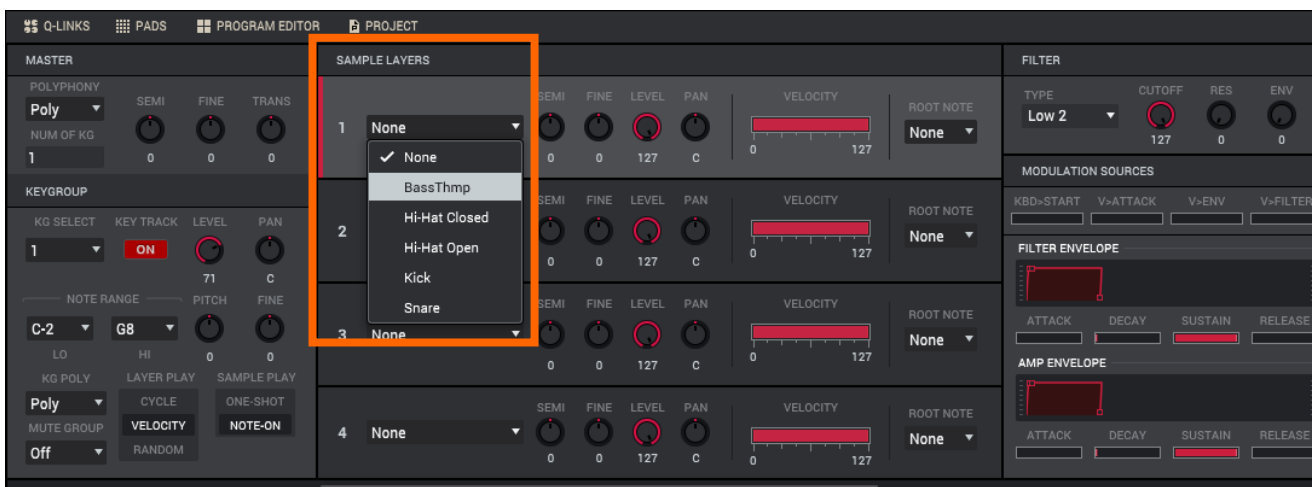 Q-LINKS PADS PROGRAM EDITOR PROJECT
MASTER
POLYPHONY
Poly
SEMI FINE TRANS
NUM OF KG
1
0 0 0
KEYGROUP
KG SELECT KEY TRACK LEVEL PAN
1 ON
71 C
NOTE RANGE PITCH FINE
C-2 G8
LO HI 0 0
KG POLY LAYER PLAY SAMPLE PLAY
Poly CYCLE ONE-SHOT
MUTE GROUP VELOCITY NOTE-ON
Off RANDOM
SAMPLE LAYERS
SEMI FINE LEVEL PAN VELOCITY ROOT NOTE
1 None None
0 0 127 C 0 127
None
BassThmp
Hi-Hat Closed
Hi-Hat Open
Kick
Snare
SEMI FINE LEVEL PAN VELOCITY ROOT NOTE
2 None
0 0 127 C 0 127
SEMI FINE LEVEL PAN VELOCITY ROOT NOTE
3 None None
0 0 127 C 0 127
SEMI FINE LEVEL PAN VELOCITY ROOT NOTE
4 None None
0 0 127 C 0 127
FILTER
TYPE CUTOFF RES ENV
Low 2
127 0 0
MODULATION SOURCES
KBD>START V>ATTACK V>ENV V>FILTER
FILTER ENVELOPE
ATTACK DECAY SUSTAIN RELEASE
AMP ENVELOPE
ATTACK DECAY SUSTAIN RELEASE